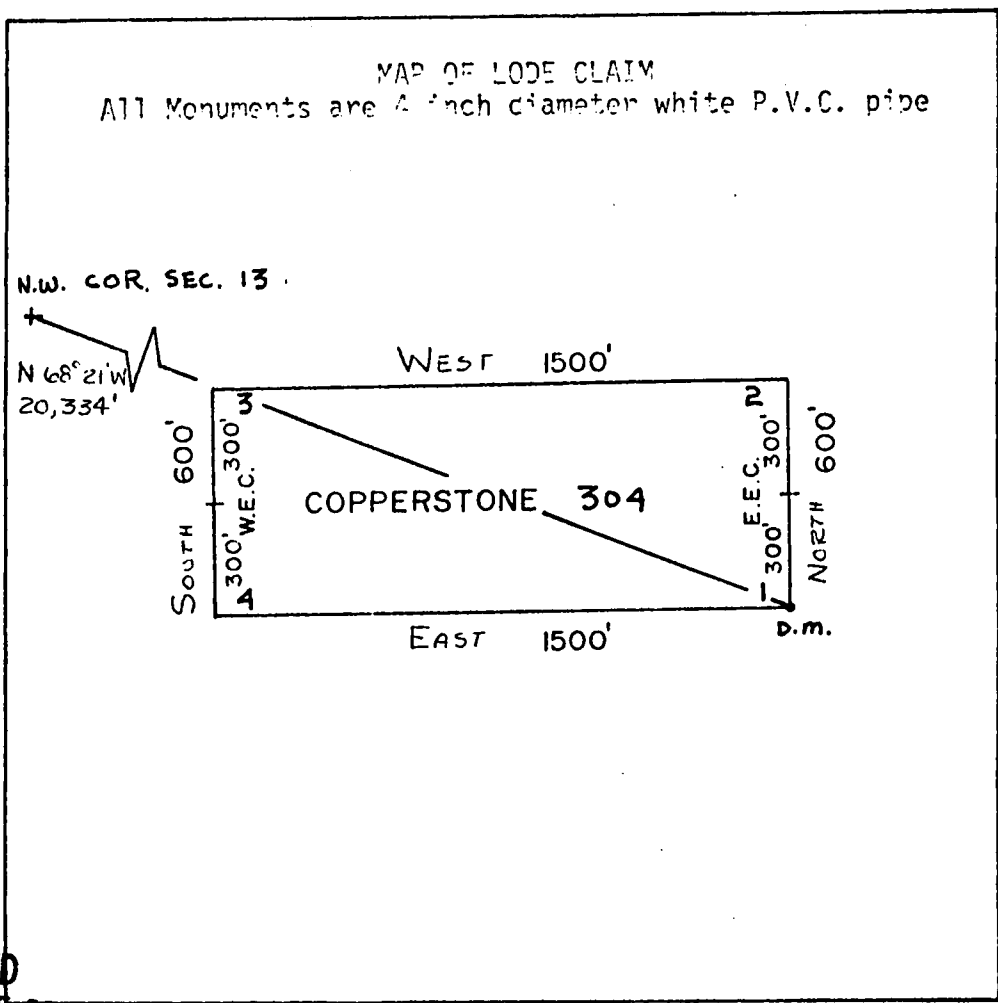 MAP OF LODE CLAIM
All Monuments are 4 inch diameter white P.V.C. pipe
N.W. COR. SEC. 13
N 68° 21' W
20,334'
WEST 1500'
3
2
SOUTH 600'
300'
W.E.C.
300'
COPPERSTONE 304
E.E.C.
300'
300'
NORTH 600'
4
1
D.M.
EAST 1500'